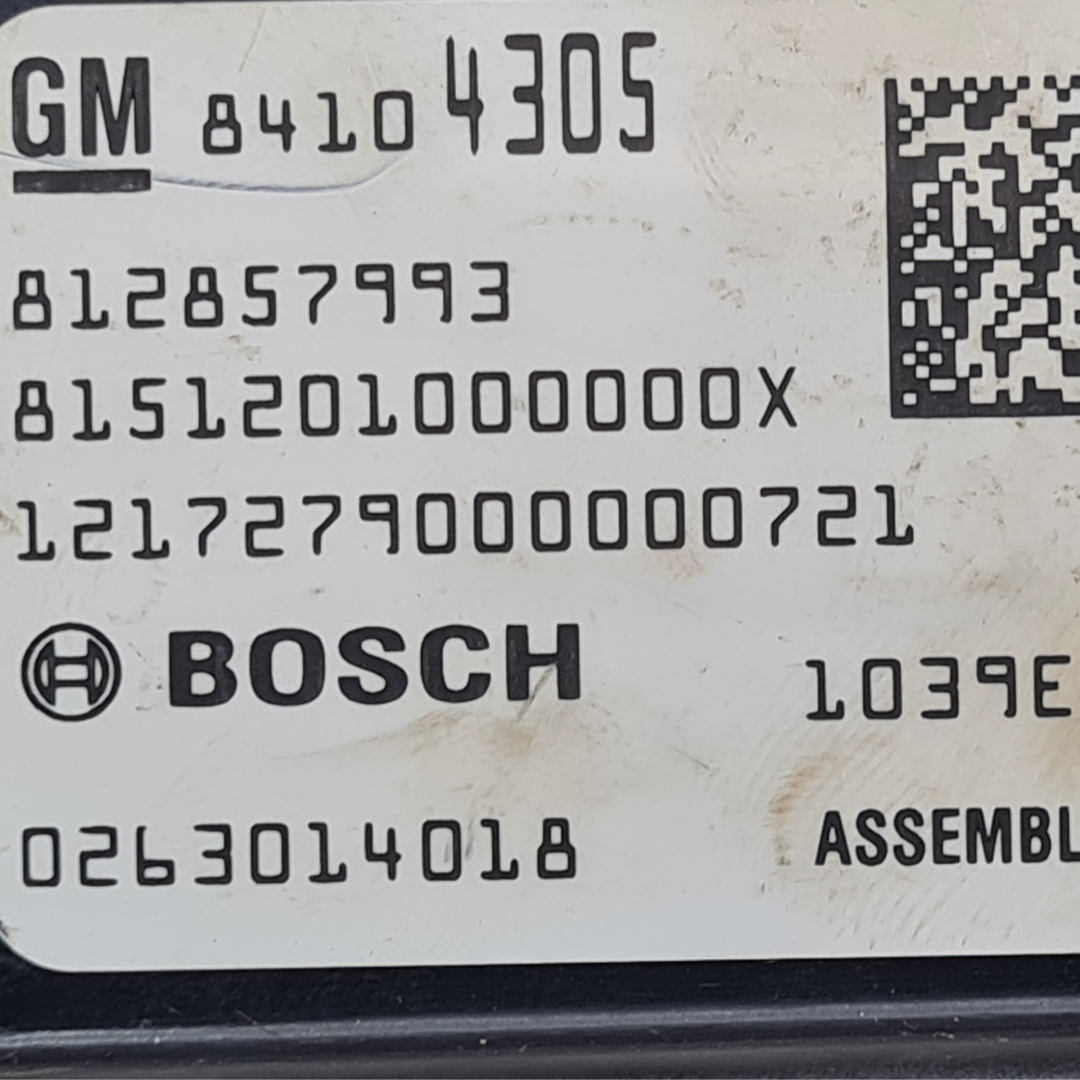 GM 84104305
812857993
8151201000000X
1217279000000721
BOSCH
1039E
0263014018
ASSEMBL